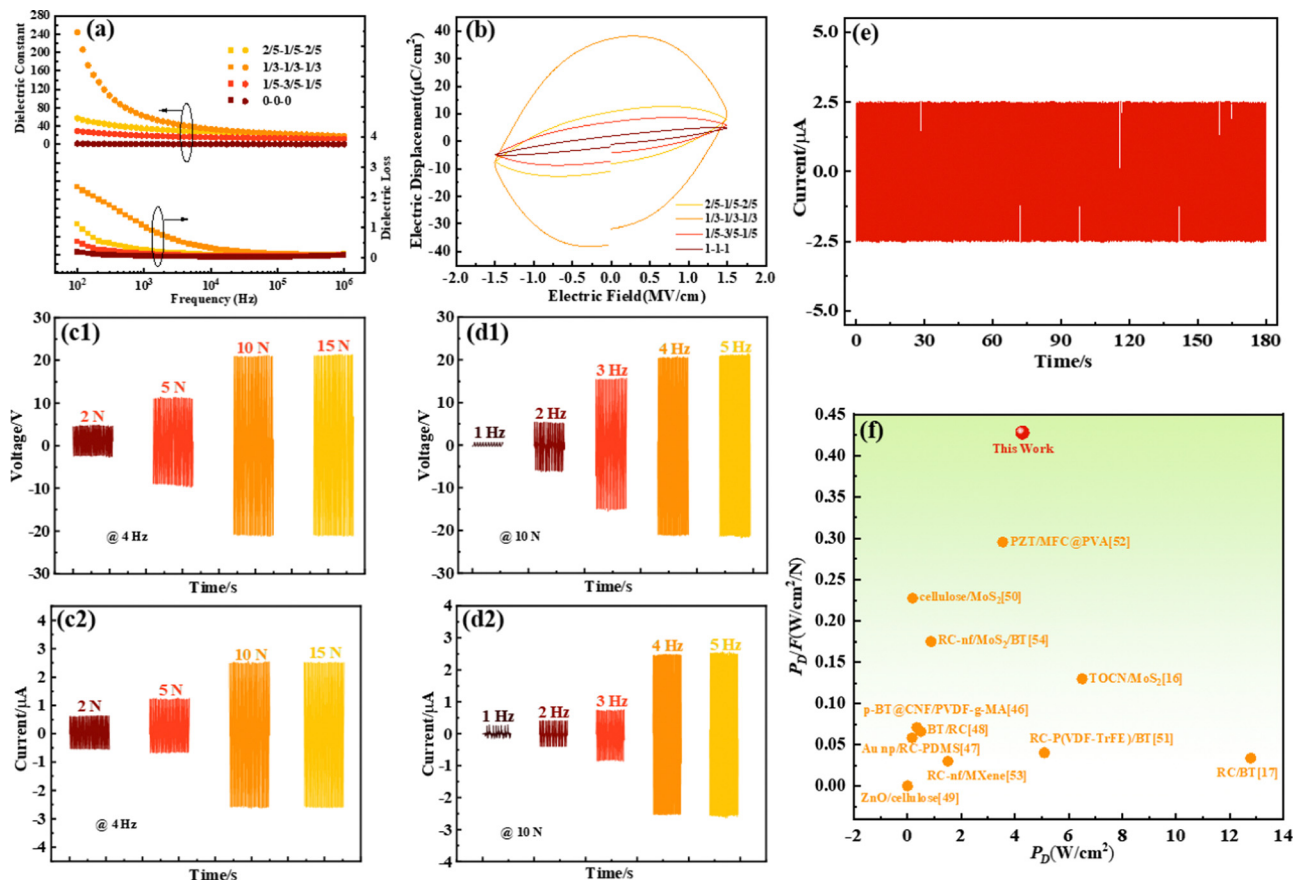 (a)
280
240
200
160
120
80
40
0
Dielectric Constant
2/5-1/5-2/5
1/3-1/3-1/3
1/5-3/5-1/5
0-0-0
4
3
2
1
0
Dielectric Loss
10² 10³ 10⁴ 10⁵ 10⁶
Frequency (Hz)
(b)
40
30
20
10
0
-10
-20
-30
-40
Electric Displacement(μC/cm²)
2/5-1/5-2/5
1/3-1/3-1/3
1/5-3/5-1/5
1-1-1
-2.0 -1.5 -1.0 -0.5 0.0 0.5 1.0 1.5 2.0
Electric Field(MV/cm)
(e)
5.0
2.5
0.0
-2.5
-5.0
Current/μA
0 30 60 90 120 150 180
Time/s
(c1)
30
20
10
0
-10
-20
-30
Voltage/V
2 N
5 N
10 N
15 N
@ 4 Hz
Time/s
(d1)
30
20
10
0
-10
-20
-30
Voltage/V
1 Hz
2 Hz
3 Hz
4 Hz
5 Hz
@ 10 N
Time/s
(c2)
4
3
2
1
0
-1
-2
-3
-4
Current/μA
2 N
5 N
10 N
15 N
@ 4 Hz
Time/s
(d2)
4
3
2
1
0
-1
-2
-3
-4
Current/μA
1 Hz
2 Hz
3 Hz
4 Hz
5 Hz
@ 10 N
Time/s
(f)
0.45
0.40
0.35
0.30
0.25
0.20
0.15
0.10
0.05
0.00
P_D/F(W/cm²/N)
This Work
PZT/MFC@PVA[52]
cellulose/MoS₂[50]
RC-nf/MoS₂/BT[54]
TOCN/MoS₂[16]
p-BT@CNF/PVDF-g-MA[46]
BT/RC[48]
Au np/RC-PDMS[47]
RC-P(VDF-TrFE)/BT[51]
RC-nf/MXene[53]
RC/BT[17]
ZnO/cellulose[49]
-2 0 2 4 6 8 10 12 14
P_D(W/cm²)